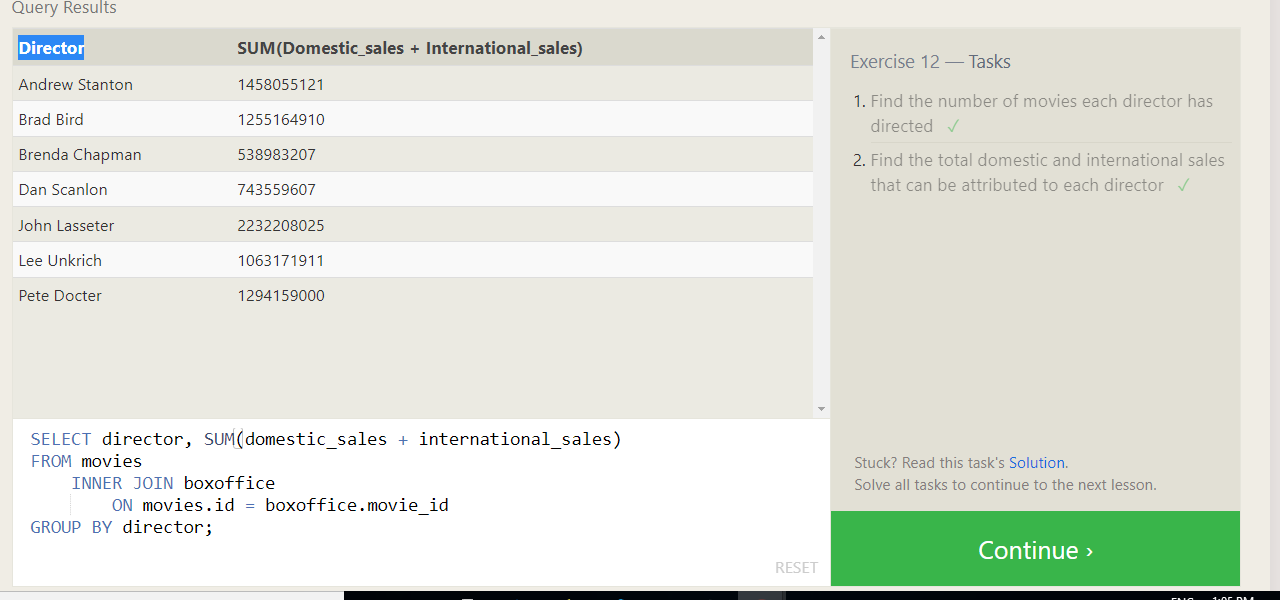 Query Results
Director SUM(Domestic_sales + International_sales)
Andrew Stanton 1458055121
Brad Bird 1255164910
Brenda Chapman 538983207
Dan Scanlon 743559607
John Lasseter 2232208025
Lee Unkrich 1063171911
Pete Docter 1294159000
SELECT director, SUM(domestic_sales + international_sales)
FROM movies
INNER JOIN boxoffice
ON movies.id = boxoffice.movie_id
GROUP BY director;
RESET
Exercise 12 — Tasks
1. Find the number of movies each director has
directed ✓
2. Find the total domestic and international sales
that can be attributed to each director ✓
Stuck? Read this task's Solution.
Solve all tasks to continue to the next lesson.
Continue ›
ENG 1:05 PM